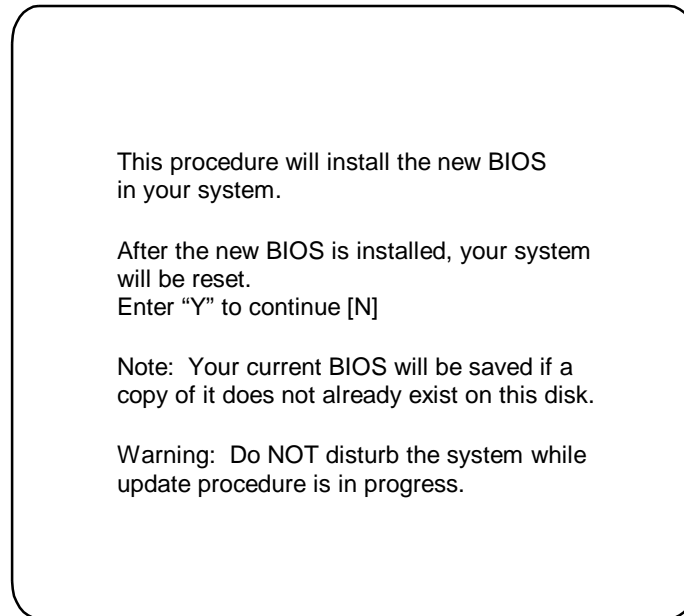 This procedure will install the new BIOS
in your system.
After the new BIOS is installed, your system
will be reset.
Enter “Y” to continue [N]
Note:  Your current BIOS will be saved if a
copy of it does not already exist on this disk.
Warning:  Do NOT disturb the system while
update procedure is in progress.